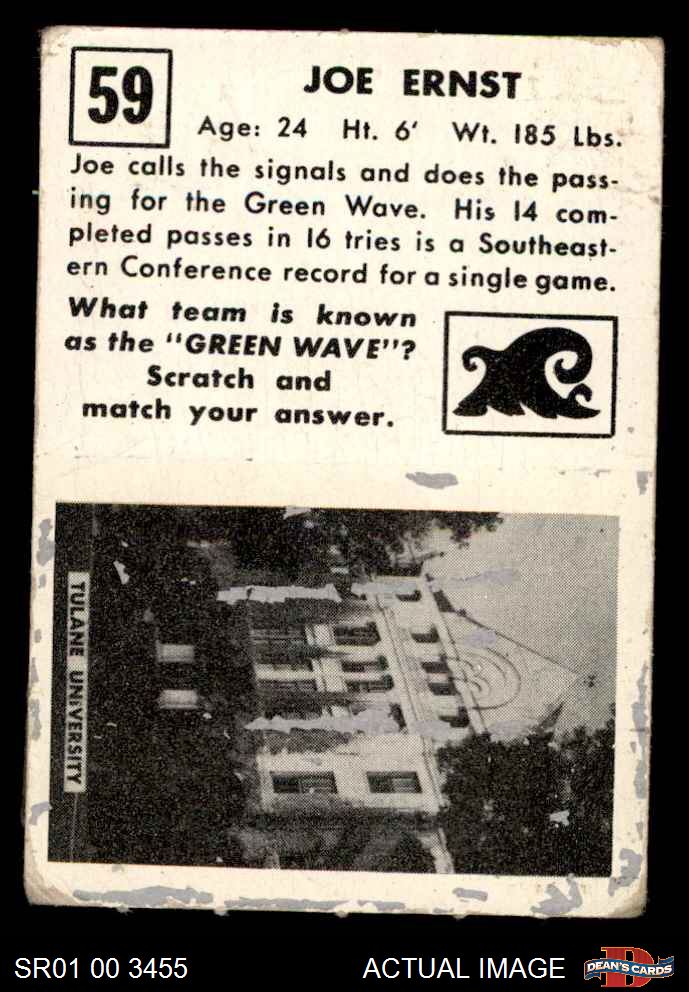 59
JOE ERNST
Age: 24 Ht. 6' Wt. 185 Lbs.
Joe calls the signals and does the pass-
ing for the Green Wave. His 14 com-
pleted passes in 16 tries is a Southeast-
ern Conference record for a single game.
What team is known
as the "GREEN WAVE"?
Scratch and
match your answer.
TULANE UNIVERSITY
SR01 00 3455
ACTUAL IMAGE
D
DEAN'S CARDS